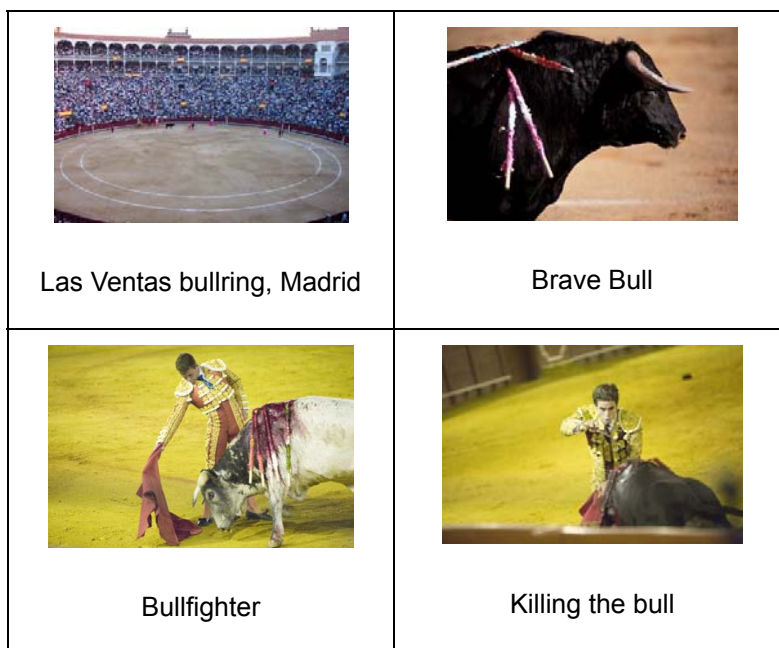 Las Ventas bullring, Madrid
Brave Bull
Bullfighter
Killing the bull